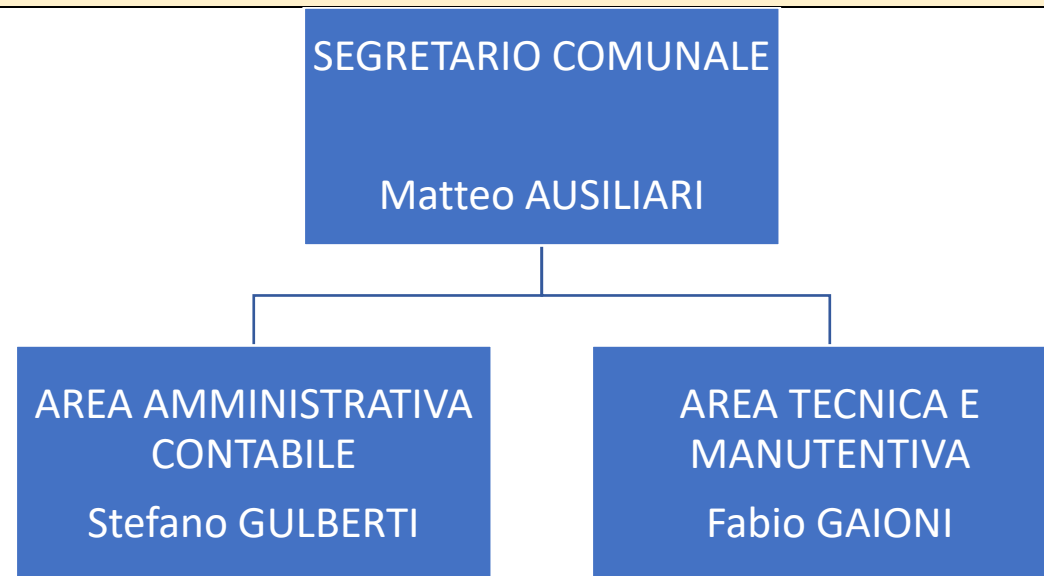 SEGRETARIO COMUNALE
Matteo AUSILIARI
AREA AMMINISTRATIVA
CONTABILE
Stefano GULBERTI
AREA TECNICA E
MANUTENTIVA
Fabio GAIONI